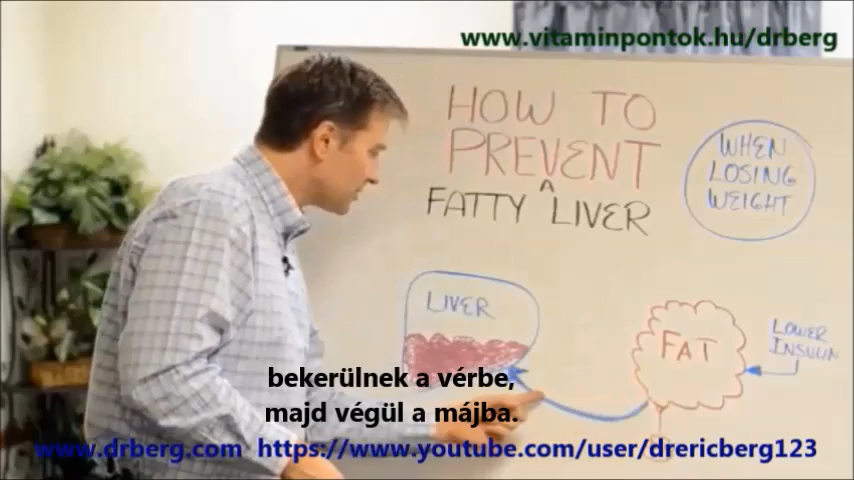 www.vitaminpontok.hu/drberg
HOW TO
PREVENT
^
FATTY LIVER
WHEN
LOSING
WEIGHT
LIVER
FAT
LOWER
INSULIN
bekerülnek a vérbe,
majd végül a májba.
www.drberg.com https://www.youtube.com/user/drericberg123